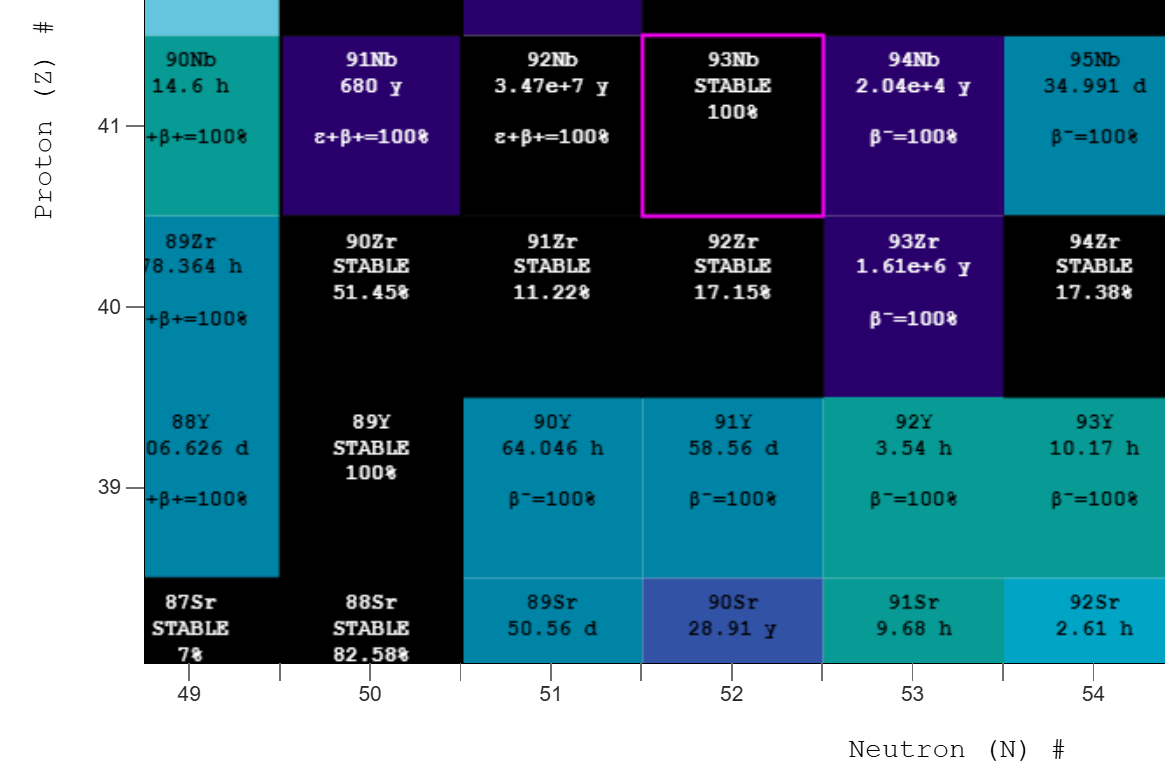 Proton (Z) #
41
40
39
90Nb
14.6 h
+β+=100%
91Nb
680 y
ε+β+=100%
92Nb
3.47e+7 y
ε+β+=100%
93Nb
STABLE
100%
94Nb
2.04e+4 y
β⁻=100%
95Nb
34.991 d
β⁻=100%
89Zr
78.364 h
+β+=100%
90Zr
STABLE
51.45%
91Zr
STABLE
11.22%
92Zr
STABLE
17.15%
93Zr
1.61e+6 y
β⁻=100%
94Zr
STABLE
17.38%
88Y
06.626 d
+β+=100%
89Y
STABLE
100%
90Y
64.046 h
β⁻=100%
91Y
58.56 d
β⁻=100%
92Y
3.54 h
β⁻=100%
93Y
10.17 h
β⁻=100%
87Sr
STABLE
7%
88Sr
STABLE
82.58%
89Sr
50.56 d
90Sr
28.91 y
91Sr
9.68 h
92Sr
2.61 h
49
50
51
52
53
54
Neutron (N) #